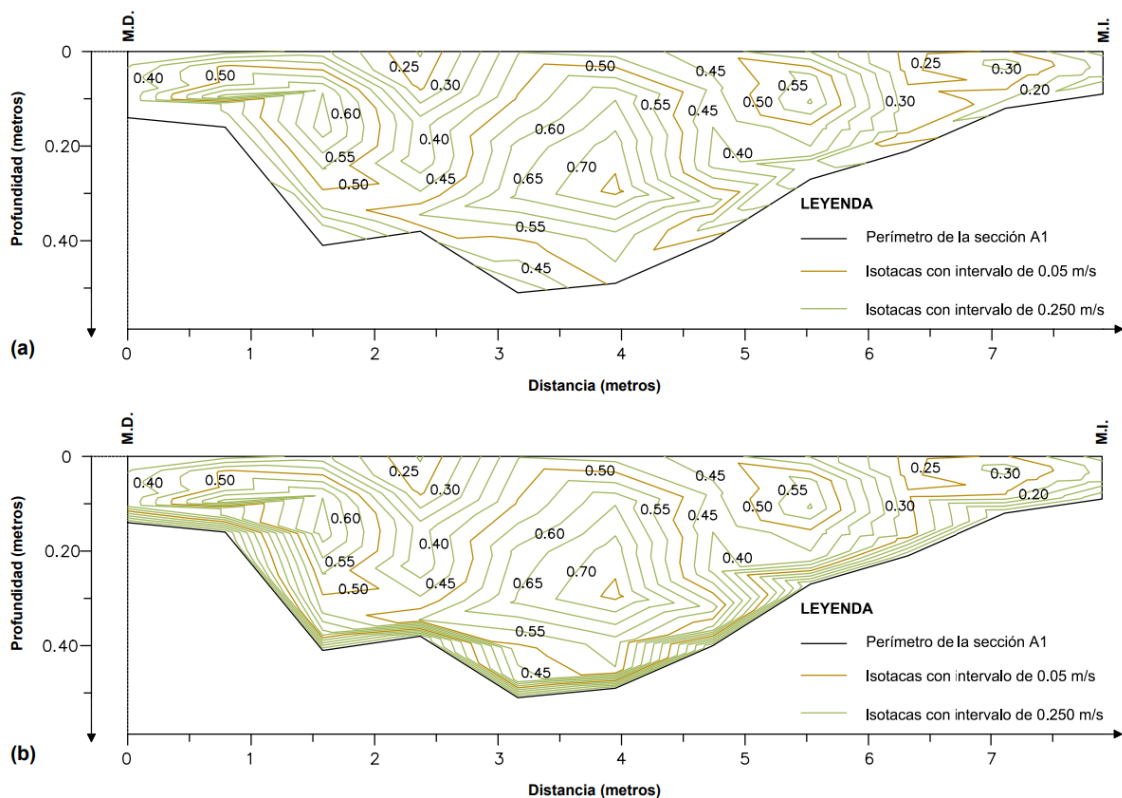 (a)
M.D.
M.I.
Profundidad (metros)
0
0.20
0.40
0.40
0.50
0.60
0.55
0.50
0.25
0.30
0.40
0.45
0.50
0.55
0.60
0.65
0.70
0.55
0.45
0.45
0.45
0.50
0.55
0.40
0.30
0.25
0.30
0.20
LEYENDA
Perímetro de la sección A1
Isotacas con intervalo de 0.05 m/s
Isotacas con intervalo de 0.250 m/s
0 1 2 3 4 5 6 7
Distancia (metros)
(b)
M.D.
M.I.
Profundiad (metros)
0
0.20
0.40
0.40
0.50
0.60
0.55
0.50
0.25
0.30
0.40
0.45
0.50
0.55
0.60
0.65
0.70
0.55
0.45
0.45
0.45
0.50
0.55
0.40
0.30
0.25
0.30
0.20
LEYENDA
Perímetro de la sección A1
Isotacas con intervalo de 0.05 m/s
Isotacas con intervalo de 0.250 m/s
0 1 2 3 4 5 6 7
Distancia (metros)